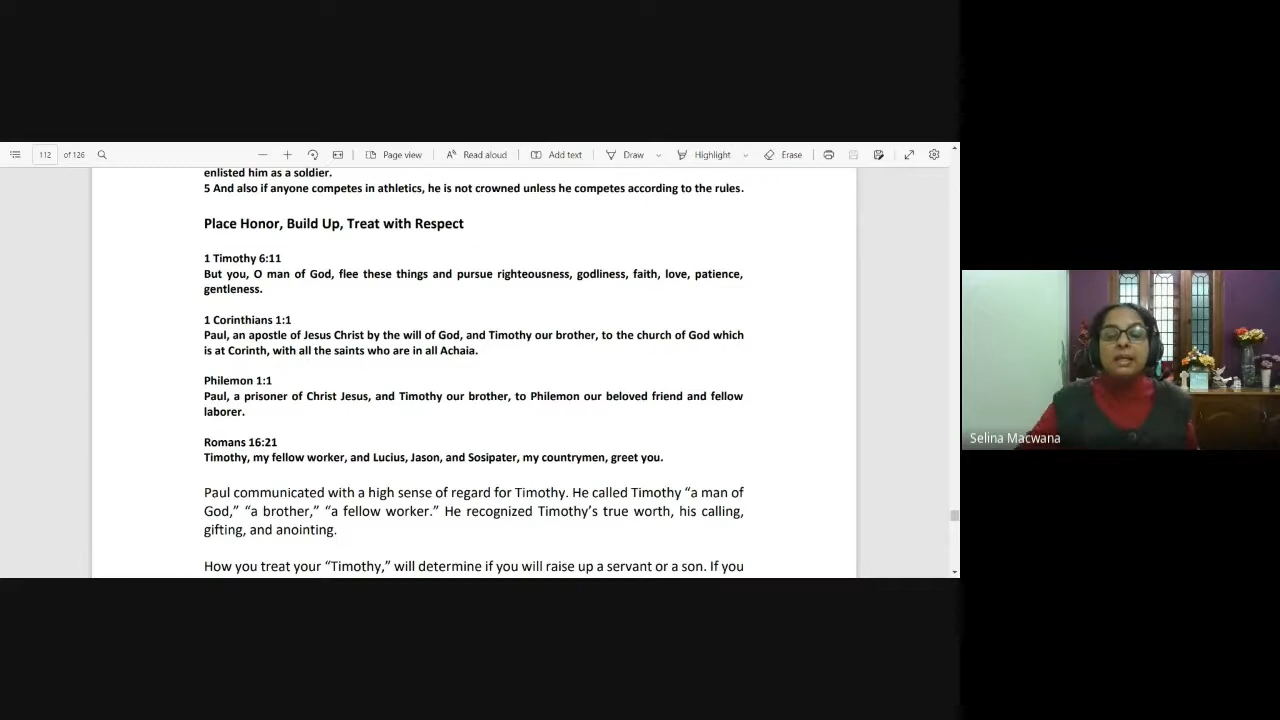 112 of 126
Page view
Read aloud
Add text
Draw
Highlight
Erase
enlisted him as a soldier.
5 And also if anyone competes in athletics, he is not crowned unless he competes according to the rules.
Place Honor, Build Up, Treat with Respect
1 Timothy 6:11
But you, O man of God, flee these things and pursue righteousness, godliness, faith, love, patience,
gentleness.
1 Corinthians 1:1
Paul, an apostle of Jesus Christ by the will of God, and Timothy our brother, to the church of God which
is at Corinth, with all the saints who are in all Achaia.
Philemon 1:1
Paul, a prisoner of Christ Jesus, and Timothy our brother, to Philemon our beloved friend and fellow
laborer.
Romans 16:21
Timothy, my fellow worker, and Lucius, Jason, and Sosipater, my countrymen, greet you.
Paul communicated with a high sense of regard for Timothy. He called Timothy “a man of
God,” “a brother,” “a fellow worker.” He recognized Timothy’s true worth, his calling,
gifting, and anointing.
How you treat your “Timothy,” will determine if you will raise up a servant or a son. If you
Selina Macwana